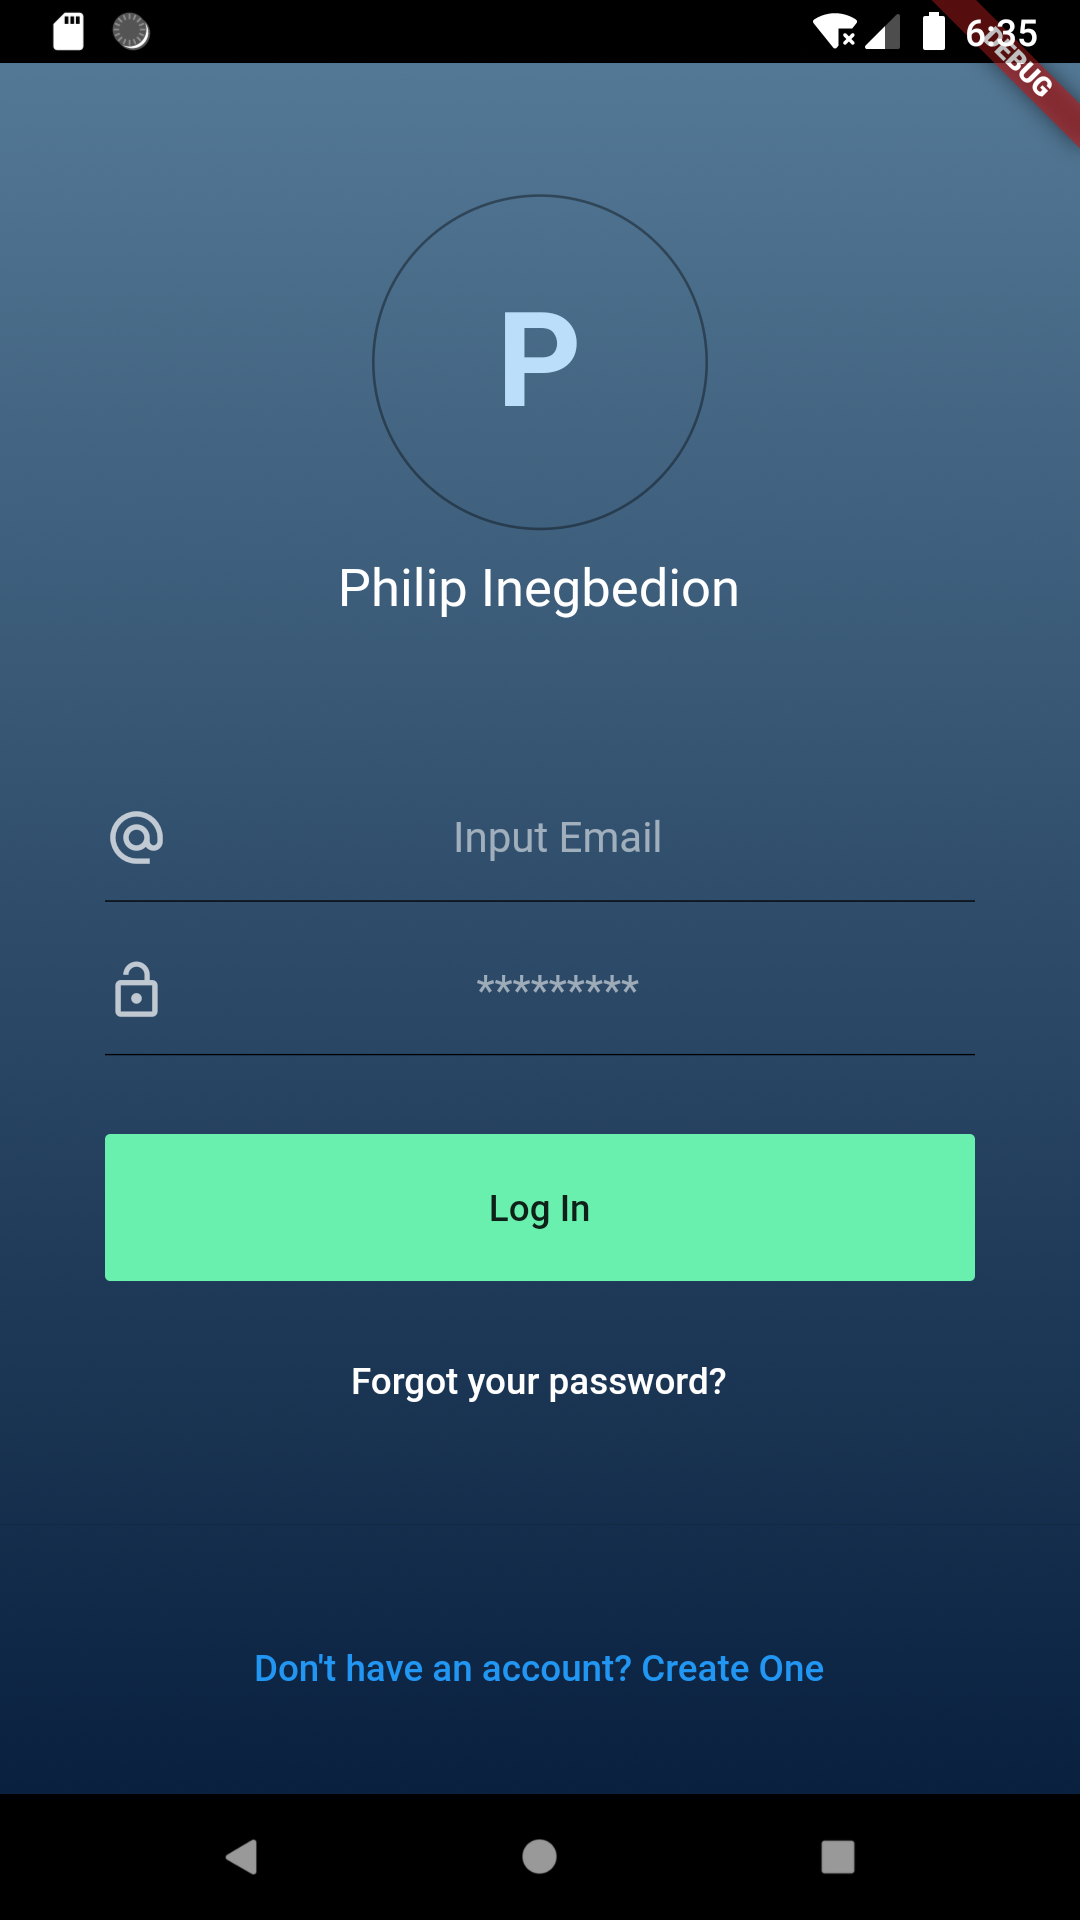 6:35
DEBUG
P
Philip Inegbedion
Input Email
*********
Log In
Forgot your password?
Don't have an account? Create One